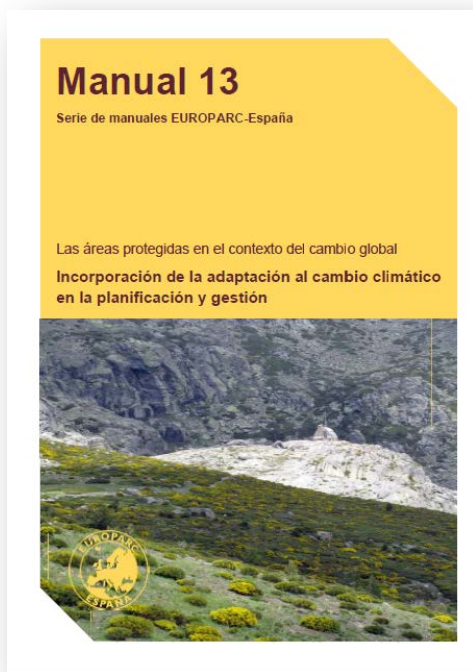 Manual 13
Serie de manuales EUROPARC-España
Las áreas protegidas en el contexto del cambio global
Incorporación de la adaptación al cambio climático
en la planificación y gestión
EUROPARC
ESPAÑA